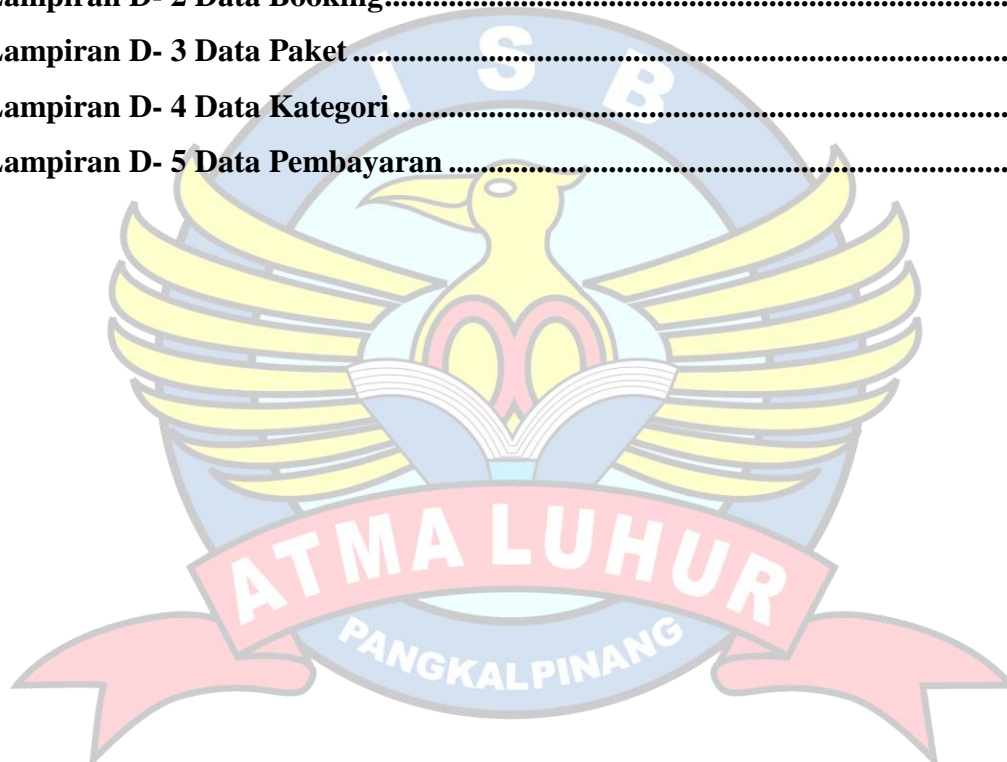 Lampiran D- 2 Data Booking
Lampiran D- 3 Data Paket
Lampiran D- 4 Data Kategori
Lampiran D- 5 Data Pembayaran
I S B
ATMA LUHUR
PANGKALPINANG